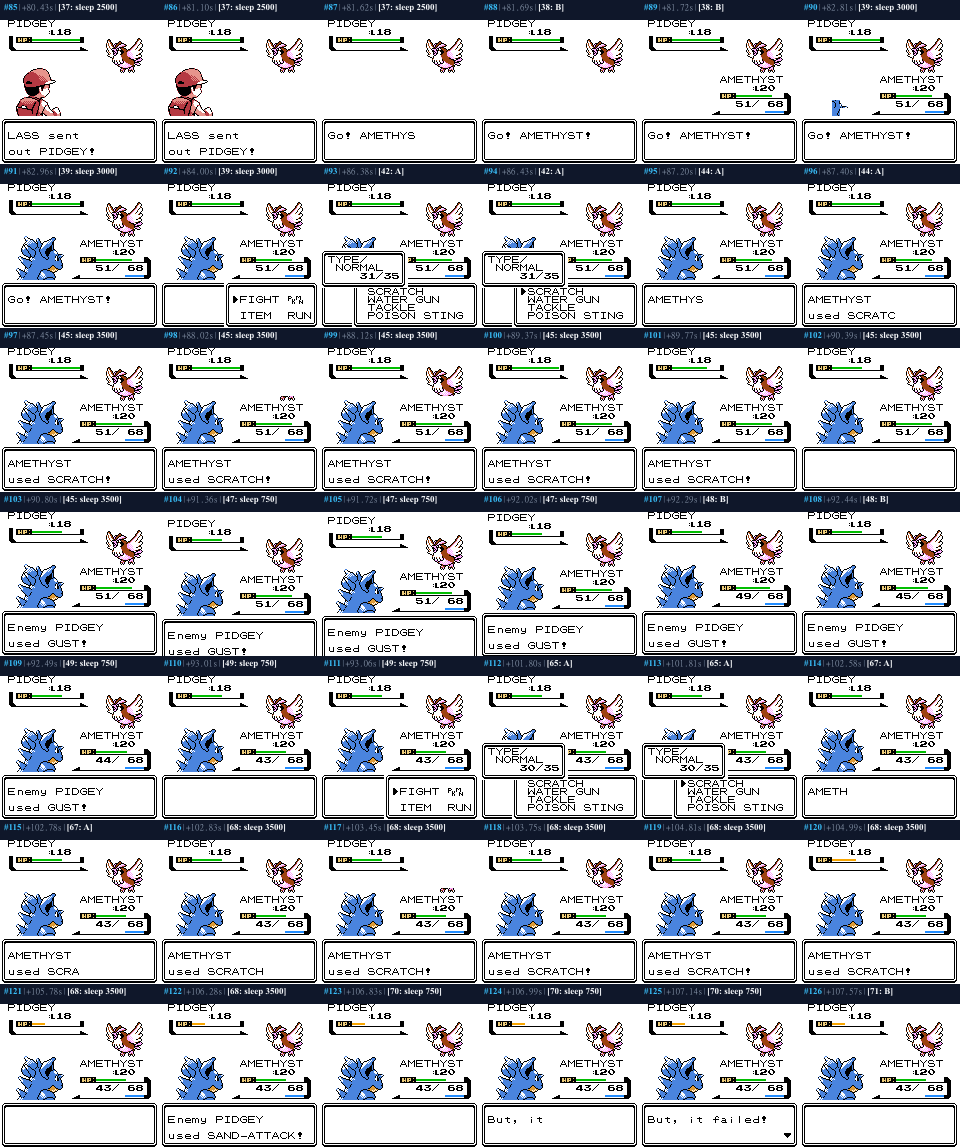 #85|+80.43s|[37: sleep 2500]
PIDGEY
:L18
LASS sent
out PIDGEY!
#86|+81.10s|[37: sleep 2500]
PIDGEY
:L18
LASS sent
out PIDGEY!
#87|+81.62s|[37: sleep 2500]
PIDGEY
:L18
Go! AMETHYS
#88|+81.69s|[38: B]
PIDGEY
:L18
Go! AMETHYST!
#89|+81.72s|[38: B]
PIDGEY
:L18
AMETHYST
:L20
51/ 68
Go! AMETHYST!
#90|+82.81s|[39: sleep 3000]
PIDGEY
:L18
AMETHYST
:L20
51/ 68
Go! AMETHYST!
#91|+82.96s|[39: sleep 3000]
PIDGEY
:L18
AMETHYST
:L20
51/ 68
Go! AMETHYST!
#92|+84.00s|[39: sleep 3000]
PIDGEY
:L18
AMETHYST
:L20
51/ 68
FIGHT PKMN
ITEM RUN
#93|+86.38s|[42: A]
PIDGEY
:L18
AMETHYST
:L20
51/ 68
TYPE/
NORMAL
31/35
SCRATCH
WATER GUN
TACKLE
POISON STING
#94|+86.43s|[42: A]
PIDGEY
:L18
AMETHYST
:L20
51/ 68
TYPE/
NORMAL
31/35
SCRATCH
WATER GUN
TACKLE
POISON STING
#95|+87.20s|[44: A]
PIDGEY
:L18
AMETHYST
:L20
51/ 68
AMETHYS
#96|+87.40s|[44: A]
PIDGEY
:L18
AMETHYST
:L20
51/ 68
AMETHYST
used SCRATC
#97|+87.45s|[45: sleep 3500]
PIDGEY
:L18
AMETHYST
:L20
51/ 68
AMETHYST
used SCRATCH!
#98|+88.02s|[45: sleep 3500]
PIDGEY
:L18
AMETHYST
:L20
51/ 68
AMETHYST
used SCRATCH!
#99|+88.12s|[45: sleep 3500]
PIDGEY
:L18
AMETHYST
:L20
51/ 68
AMETHYST
used SCRATCH!
#100|+89.37s|[45: sleep 3500]
PIDGEY
:L18
AMETHYST
:L20
51/ 68
AMETHYST
used SCRATCH!
#101|+89.77s|[45: sleep 3500]
PIDGEY
:L18
AMETHYST
:L20
51/ 68
AMETHYST
used SCRATCH!
#102|+90.39s|[45: sleep 3500]
PIDGEY
:L18
AMETHYST
:L20
51/ 68
#103|+90.80s|[45: sleep 3500]
PIDGEY
:L18
AMETHYST
:L20
51/ 68
Enemy PIDGEY
used GUST!
#104|+91.36s|[47: sleep 750]
PIDGEY
:L18
AMETHYST
:L20
51/ 68
Enemy PIDGEY
used GUST!
#105|+91.72s|[47: sleep 750]
PIDGEY
:L18
AMETHYST
:L20
51/ 68
Enemy PIDGEY
used GUST!
#106|+92.02s|[47: sleep 750]
PIDGEY
:L18
AMETHYST
:L20
51/ 68
Enemy PIDGEY
used GUST!
#107|+92.29s|[48: B]
PIDGEY
:L18
AMETHYST
:L20
49/ 68
Enemy PIDGEY
used GUST!
#108|+92.44s|[48: B]
PIDGEY
:L18
AMETHYST
:L20
45/ 68
Enemy PIDGEY
used GUST!
#109|+92.49s|[49: sleep 750]
PIDGEY
:L18
AMETHYST
:L20
44/ 68
Enemy PIDGEY
used GUST!
#110|+93.01s|[49: sleep 750]
PIDGEY
:L18
AMETHYST
:L20
43/ 68
#111|+93.06s|[49: sleep 750]
PIDGEY
:L18
AMETHYST
:L20
43/ 68
FIGHT PKMN
ITEM RUN
#112|+101.80s|[65: A]
PIDGEY
:L18
AMETHYST
:L20
43/ 68
TYPE/
NORMAL
30/35
SCRATCH
WATER GUN
TACKLE
POISON STING
#113|+101.81s|[65: A]
PIDGEY
:L18
AMETHYST
:L20
43/ 68
TYPE/
NORMAL
30/35
SCRATCH
WATER GUN
TACKLE
POISON STING
#114|+102.58s|[67: A]
PIDGEY
:L18
AMETHYST
:L20
43/ 68
AMETH
#115|+102.78s|[67: A]
PIDGEY
:L18
AMETHYST
:L20
43/ 68
AMETHYST
used SCRA
#116|+102.83s|[68: sleep 3500]
PIDGEY
:L18
AMETHYST
:L20
43/ 68
AMETHYST
used SCRATCH
#117|+103.45s|[68: sleep 3500]
PIDGEY
:L18
AMETHYST
:L20
43/ 68
AMETHYST
used SCRATCH!
#118|+103.75s|[68: sleep 3500]
PIDGEY
:L18
AMETHYST
:L20
43/ 68
AMETHYST
used SCRATCH!
#119|+104.81s|[68: sleep 3500]
PIDGEY
:L18
AMETHYST
:L20
43/ 68
AMETHYST
used SCRATCH!
#120|+104.99s|[68: sleep 3500]
PIDGEY
:L18
AMETHYST
:L20
43/ 68
AMETHYST
used SCRATCH!
#121|+105.78s|[68: sleep 3500]
PIDGEY
:L18
AMETHYST
:L20
43/ 68
#122|+106.28s|[68: sleep 3500]
PIDGEY
:L18
AMETHYST
:L20
43/ 68
Enemy PIDGEY
used SAND-ATTACK!
#123|+106.83s|[70: sleep 750]
PIDGEY
:L18
AMETHYST
:L20
43/ 68
#124|+106.99s|[70: sleep 750]
PIDGEY
:L18
AMETHYST
:L20
43/ 68
But, it
#125|+107.14s|[70: sleep 750]
PIDGEY
:L18
AMETHYST
:L20
43/ 68
But, it failed!
#126|+107.57s|[71: B]
PIDGEY
:L18
AMETHYST
:L20
43/ 68